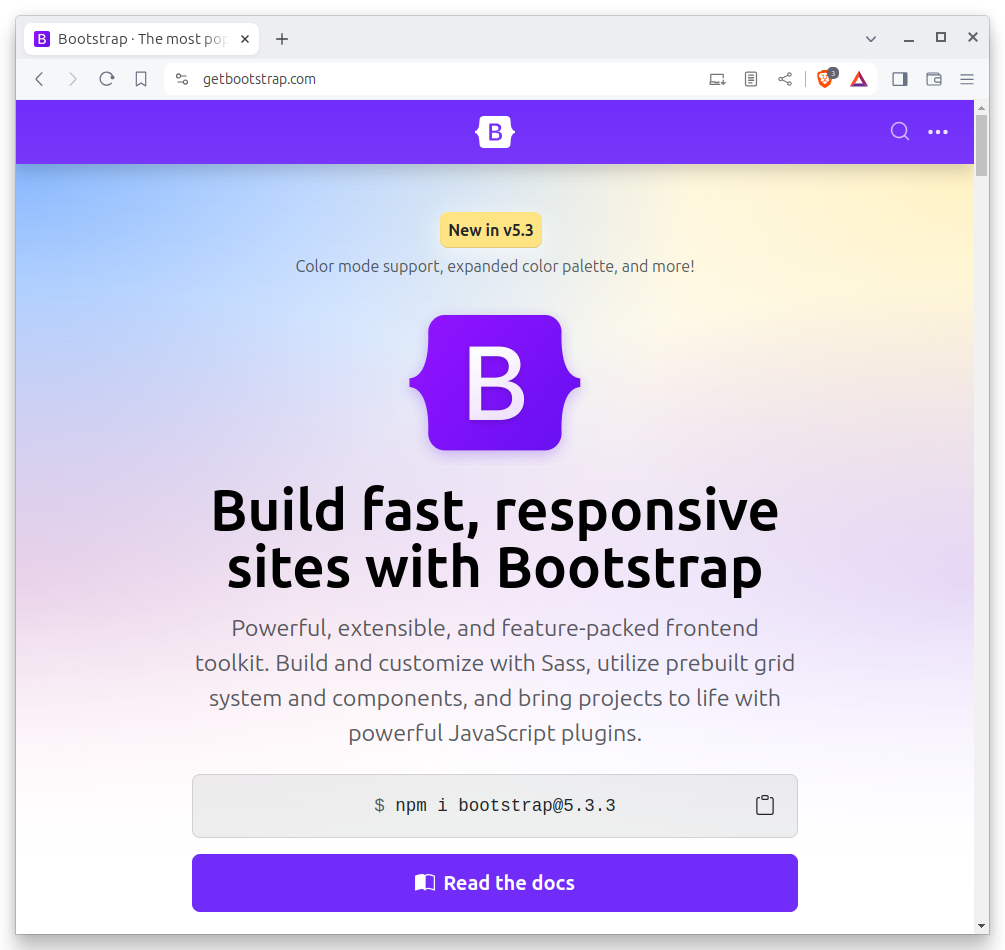 B Bootstrap · The most pop
getbootstrap.com
3
B
New in v5.3
Color mode support, expanded color palette, and more!
B
Build fast, responsive
sites with Bootstrap
Powerful, extensible, and feature-packed frontend
toolkit. Build and customize with Sass, utilize prebuilt grid
system and components, and bring projects to life with
powerful JavaScript plugins.
$ npm i bootstrap@5.3.3
Read the docs